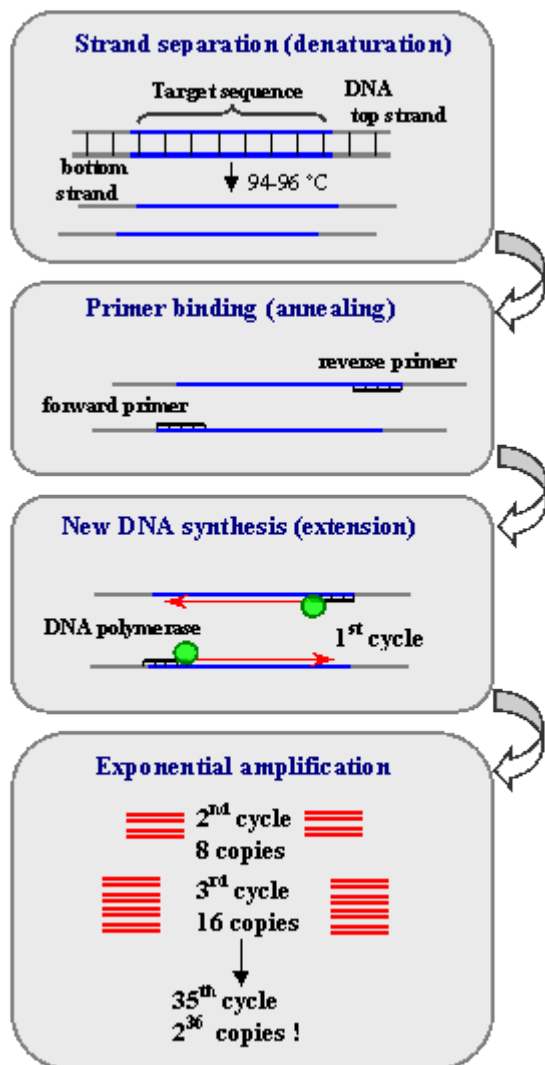 Strand separation (denaturation)
Target sequence
DNA
top strand
bottom
strand
94-96 °C
Primer binding (annealing)
reverse primer
forward primer
New DNA synthesis (extension)
DNA polymerase
1st cycle
Exponential amplification
2nd cycle
8 copies
3rd cycle
16 copies
35th cycle
2^36 copies !